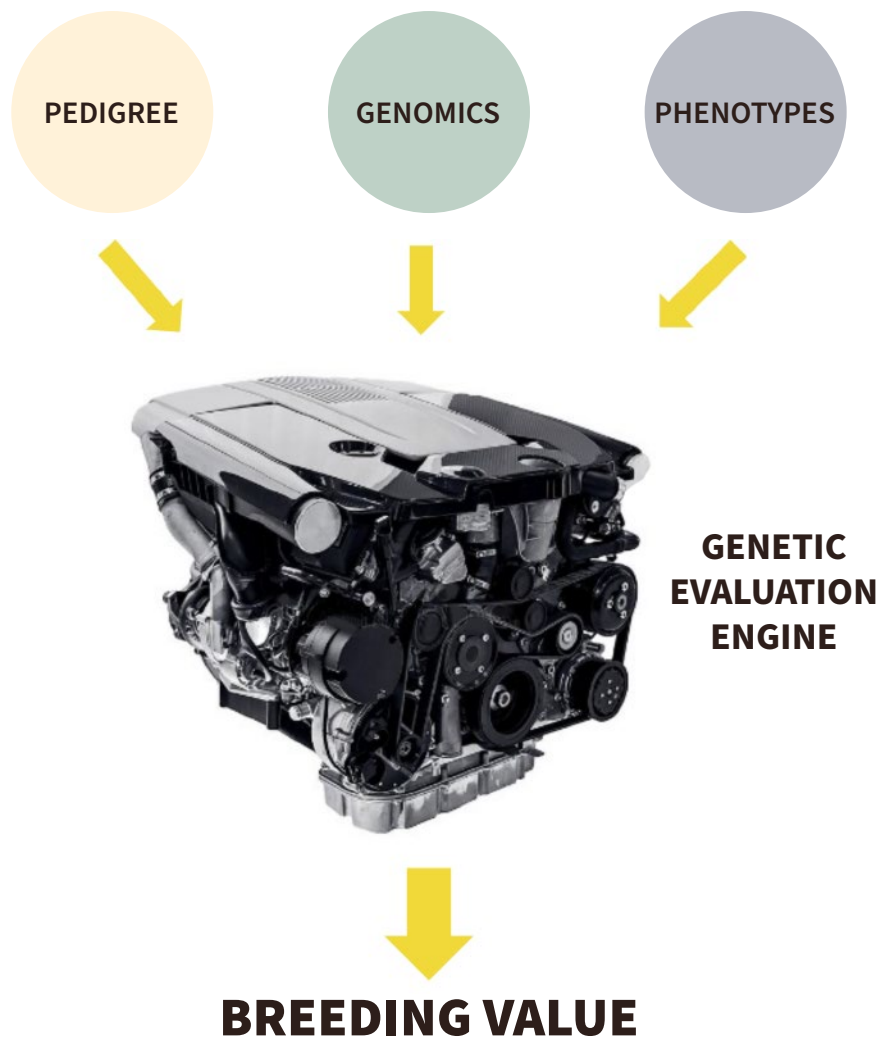 PEDIGREE
GENOMICS
PHENOTYPES
GENETIC
EVALUATION
ENGINE
BREEDING VALUE